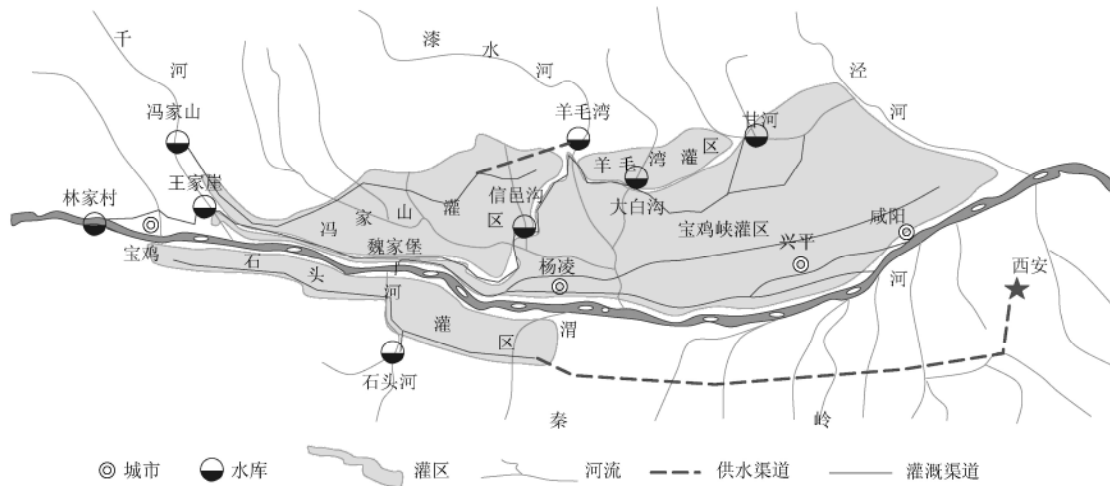 千河
漆水河
泾河
冯家山
羊毛湾
甘河
羊毛湾灌区
王家崖
林家村
信邑沟
大白沟
冯家山灌区
宝鸡峡灌区
咸阳
魏家堡
兴平
宝鸡
杨凌
西安
石头河灌区
渭河
石头河
秦岭
城市
水库
灌区
河流
供水渠道
灌溉渠道